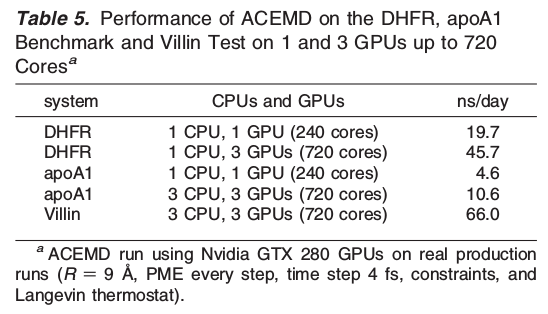 Table 5. Performance of ACEMD on the DHFR, apoA1
Benchmark and Villin Test on 1 and 3 GPUs up to 720
Coresa
system CPUs and GPUs ns/day
DHFR 1 CPU, 1 GPU (240 cores) 19.7
DHFR 1 CPU, 3 GPUs (720 cores) 45.7
apoA1 1 CPU, 1 GPU (240 cores) 4.6
apoA1 3 CPU, 3 GPUs (720 cores) 10.6
Villin 3 CPU, 3 GPUs (720 cores) 66.0
a ACEMD run using Nvidia GTX 280 GPUs on real production
runs (R = 9 Å, PME every step, time step 4 fs, constraints, and
Langevin thermostat).